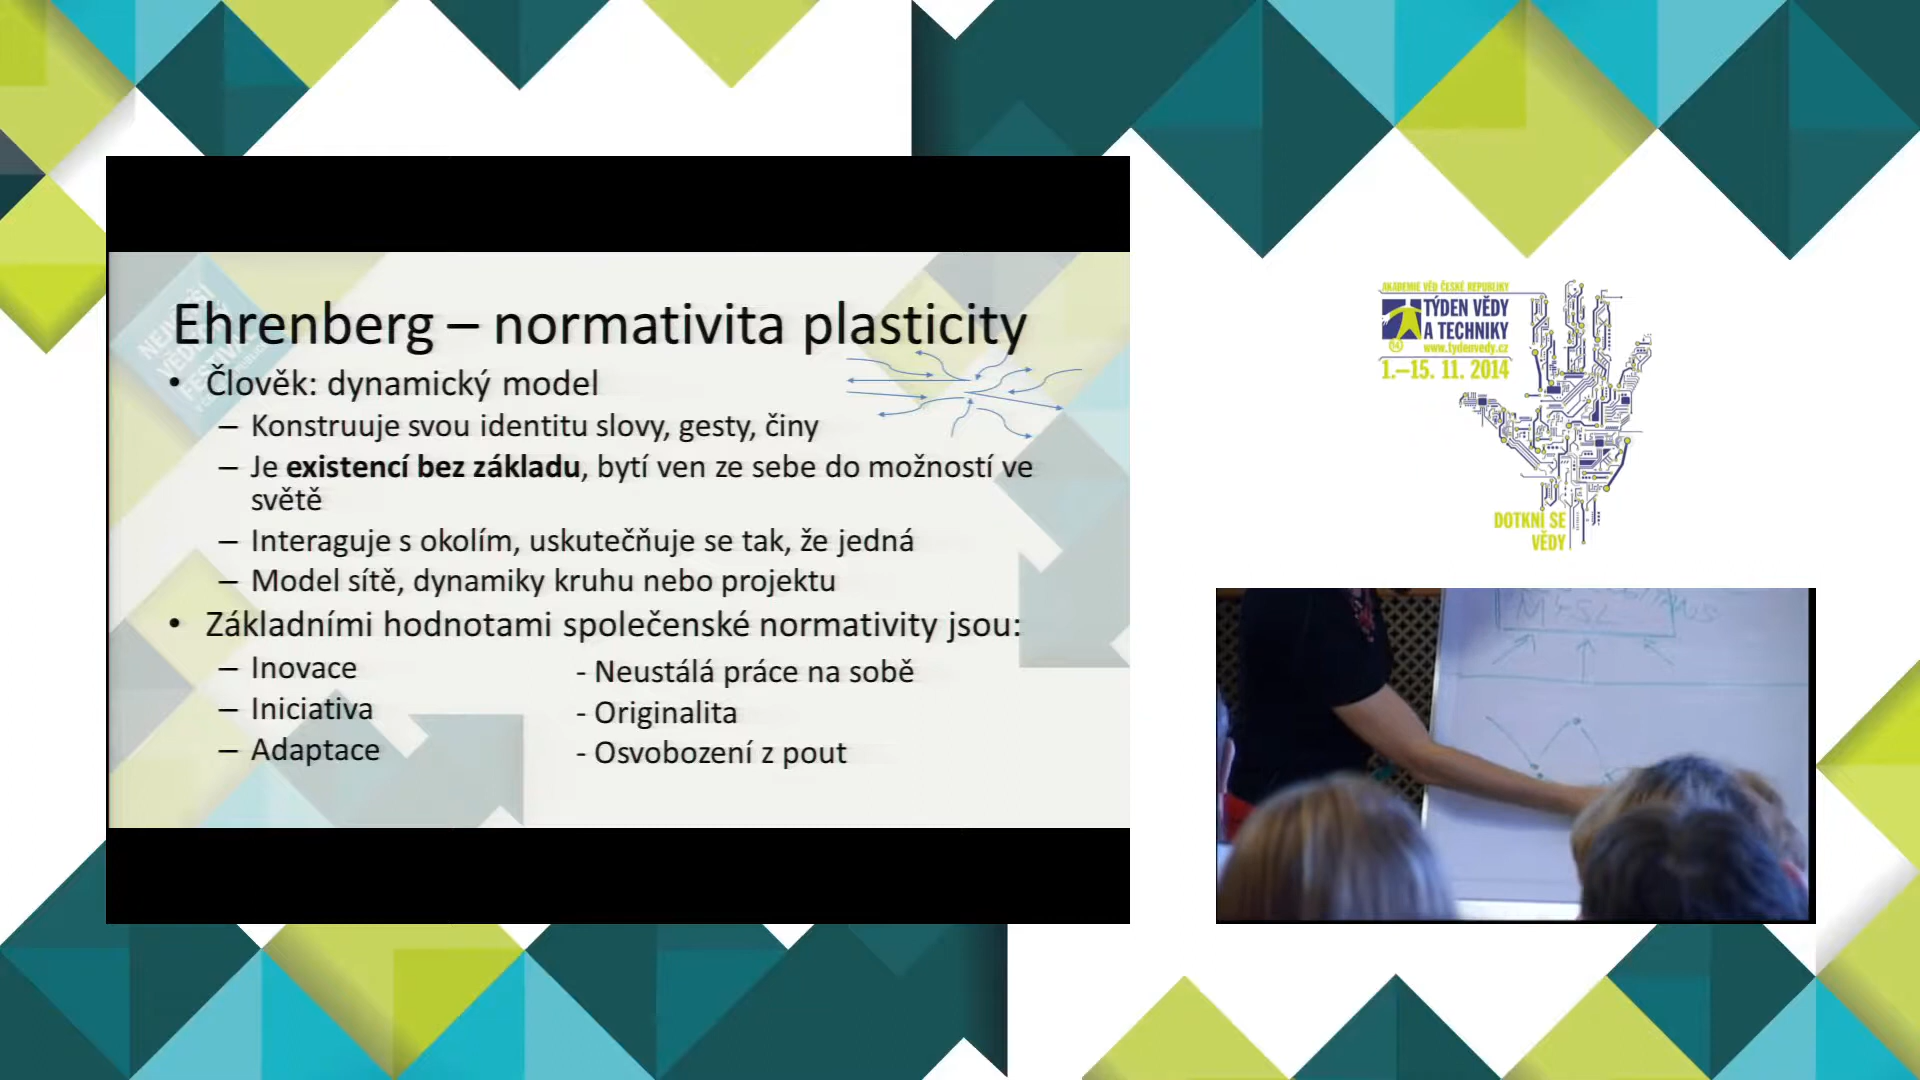 Ehrenberg – normativita plasticity
• Člověk: dynamický model
– Konstruuje svou identitu slovy, gesty, činy
– Je existencí bez základu, bytí ven ze sebe do možností ve
světě
– Interaguje s okolím, uskutečňuje se tak, že jedná
– Model sítě, dynamiky kruhu nebo projektu
• Základními hodnotami společenské normativity jsou:
– Inovace
– Iniciativa
– Adaptace
- Neustálá práce na sobě
- Originalita
- Osvobození z pout
AKADEMIE VĚD ČESKÉ REPUBLIKY
TÝDEN VĚDY
A TECHNIKY
www.tydenvedy.cz
1.–15. 11. 2014
DOTKNI SE
VĚDY
MYSL